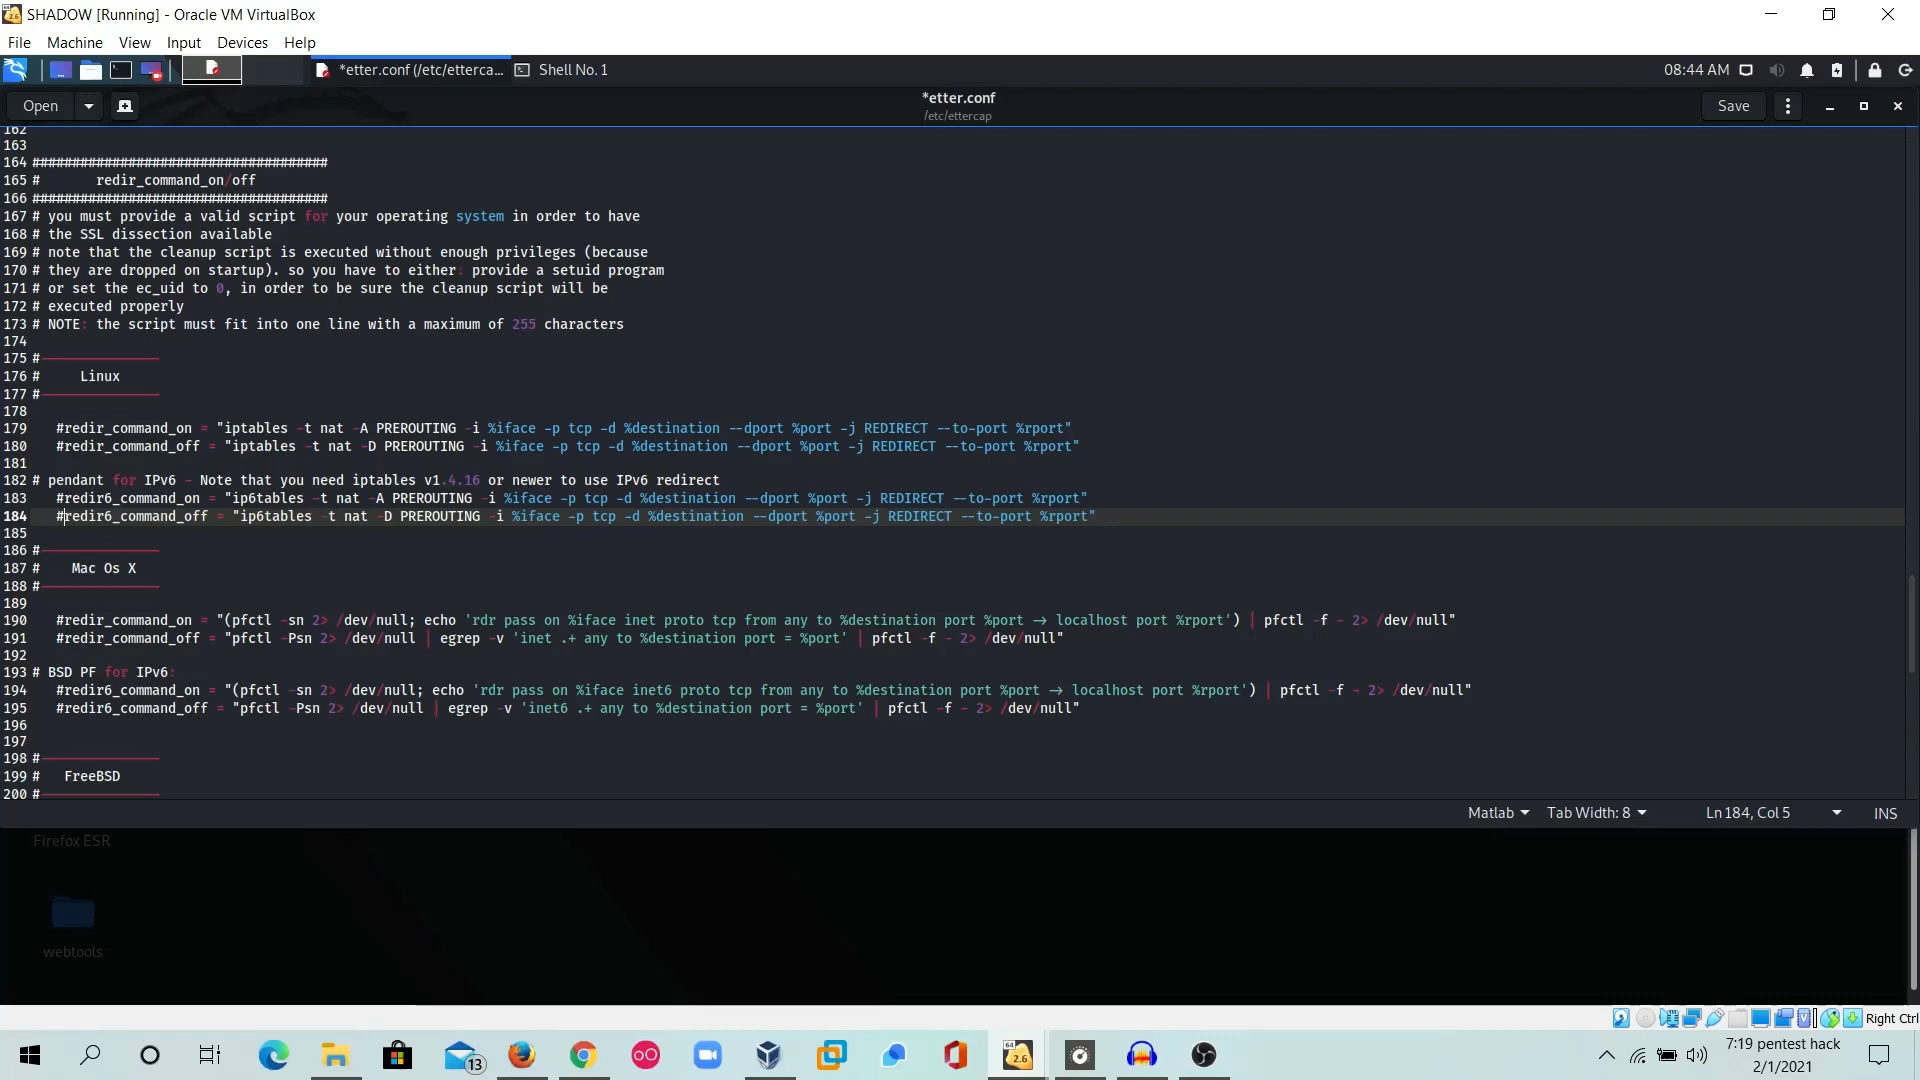 SHADOW [Running] - Oracle VM VirtualBox
File Machine View Input Devices Help
*etter.conf (/etc/etterca... Shell No. 1 08:44 AM
Open *etter.conf Save
/etc/ettercap
162
163
164 #####################################
165 #       redir_command_on/off
166 #####################################
167 # you must provide a valid script for your operating system in order to have
168 # the SSL dissection available
169 # note that the cleanup script is executed without enough privileges (because
170 # they are dropped on startup). so you have to either: provide a setuid program
171 # or set the ec_uid to 0, in order to be sure the cleanup script will be
172 # executed properly
173 # NOTE: the script must fit into one line with a maximum of 255 characters
174
175 #---------------
176 #     Linux
177 #---------------
178
179    #redir_command_on = "iptables -t nat -A PREROUTING -i %iface -p tcp -d %destination --dport %port -j REDIRECT --to-port %rport"
180    #redir_command_off = "iptables -t nat -D PREROUTING -i %iface -p tcp -d %destination --dport %port -j REDIRECT --to-port %rport"
181
182 # pendant for IPv6 - Note that you need iptables v1.4.16 or newer to use IPv6 redirect
183    #redir6_command_on = "ip6tables -t nat -A PREROUTING -i %iface -p tcp -d %destination --dport %port -j REDIRECT --to-port %rport"
184    #redir6_command_off = "ip6tables -t nat -D PREROUTING -i %iface -p tcp -d %destination --dport %port -j REDIRECT --to-port %rport"
185
186 #---------------
187 #    Mac Os X
188 #---------------
189
190    #redir_command_on = "(pfctl -sn 2> /dev/null; echo 'rdr pass on %iface inet proto tcp from any to %destination port %port -> localhost port %rport') | pfctl -f - 2> /dev/null"
191    #redir_command_off = "pfctl -Psn 2> /dev/null | egrep -v 'inet .+ any to %destination port = %port' | pfctl -f - 2> /dev/null"
192
193 # BSD PF for IPv6:
194    #redir6_command_on = "(pfctl -sn 2> /dev/null; echo 'rdr pass on %iface inet6 proto tcp from any to %destination port %port -> localhost port %rport') | pfctl -f - 2> /dev/null"
195    #redir6_command_off = "pfctl -Psn 2> /dev/null | egrep -v 'inet6 .+ any to %destination port = %port' | pfctl -f - 2> /dev/null"
196
197
198 #---------------
199 #   FreeBSD
200 #---------------
Matlab Tab Width: 8 Ln 184, Col 5 INS
Firefox ESR
webtools
Right Ctrl
13 64 2.6 7:19 pentest hack
2/1/2021